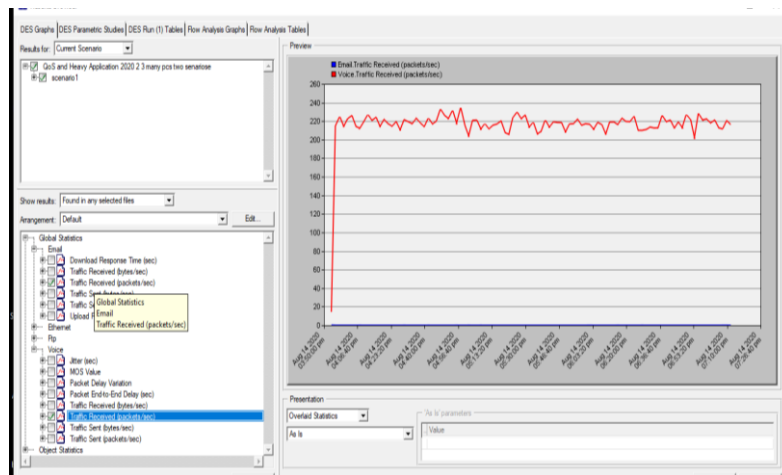 DES Graphs DES Parametric Studies DES Run (1) Tables Flow Analysis Graphs Flow Analysis Tables
Results for: Current Scenario
QoS and Heavy Application 2020 2 3 many pcs two senariose
scenario1
Show results: Found in any selected files
Arrangement: Default Edit...
Global Statistics
Email
Download Response Time (sec)
Traffic Received (bytes/sec)
Traffic Received (packets/sec)
Global Statistics
Email
Traffic Received (packets/sec)
Ethernet
Voice
Jitter (sec)
MOS Value
Packet Delay Variation
Packet End-to-End Delay (sec)
Traffic Received (bytes/sec)
Traffic Received (packets/sec)
Traffic Sent (bytes/sec)
Traffic Sent (packets/sec)
Object Statistics
Preview
Email.Traffic Received (packets/sec)
Voice.Traffic Received (packets/sec)
260
240
220
200
180
160
140
120
100
80
60
40
20
0
Presentation
Overlaid Statistics
As Is
'As Is' parameters
Value